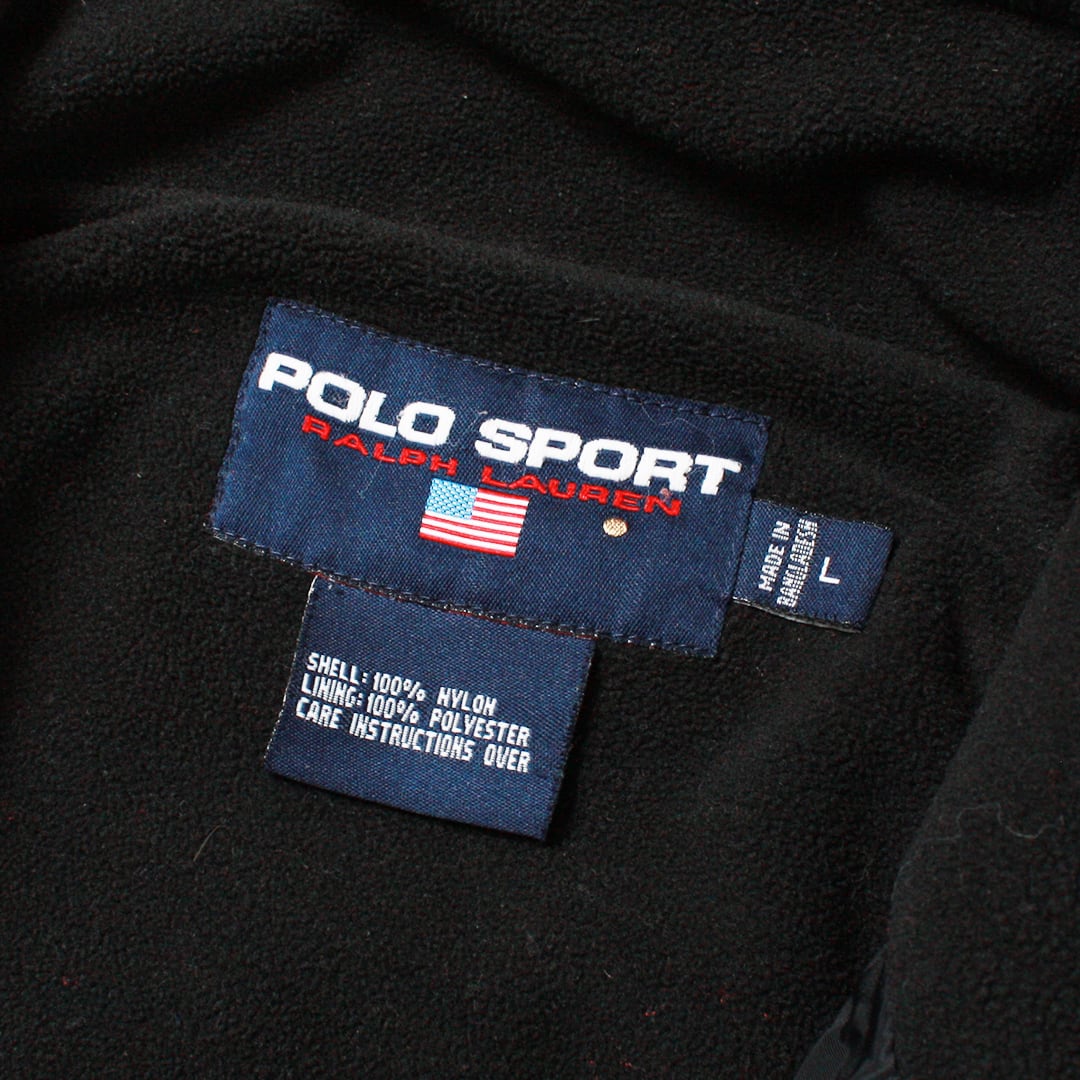 POLO SPORT
RALPH LAUREN
MADE IN
BANGLADESH
L
SHELL: 100% NYLON
LINING: 100% POLYESTER
CARE INSTRUCTIONS OVER